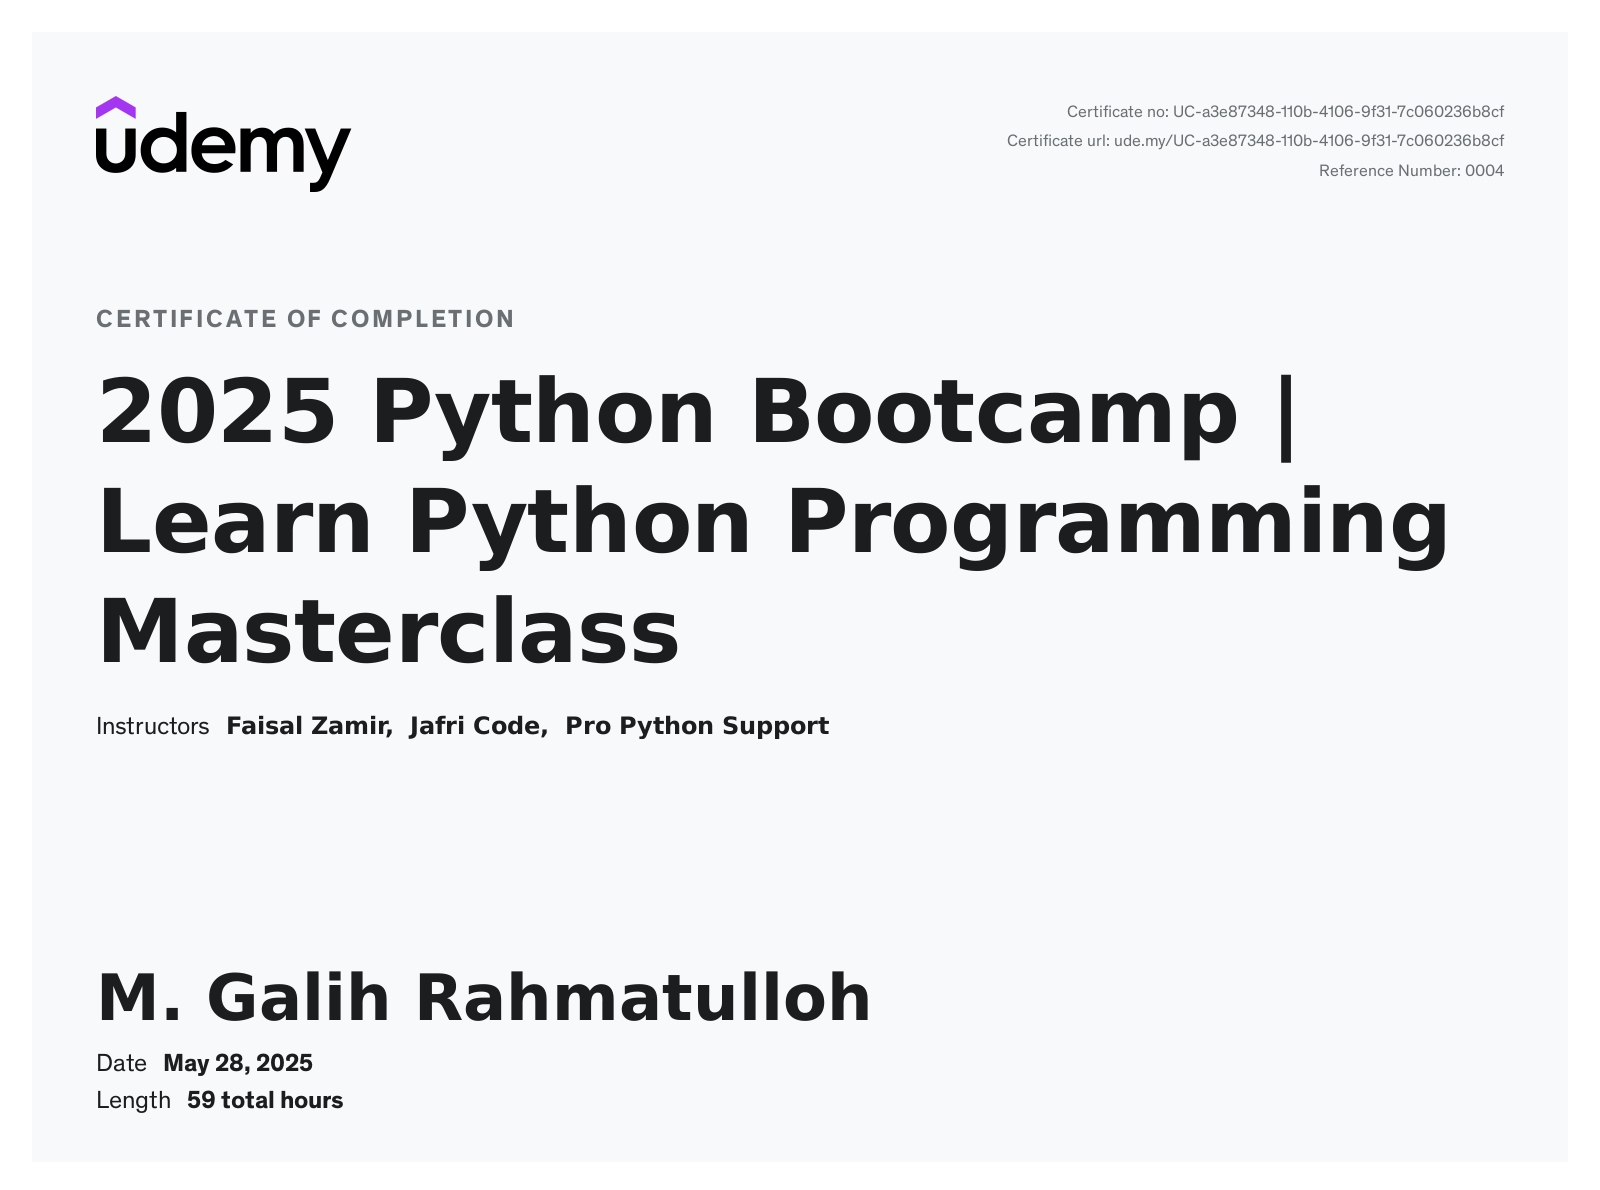 udemy
Certificate no: UC-a3e87348-110b-4106-9f31-7c060236b8cf
Certificate url: ude.my/UC-a3e87348-110b-4106-9f31-7c060236b8cf
Reference Number: 0004
CERTIFICATE OF COMPLETION
2025 Python Bootcamp |
Learn Python Programming
Masterclass
Instructors Faisal Zamir, Jafri Code, Pro Python Support
M. Galih Rahmatulloh
Date May 28, 2025
Length 59 total hours